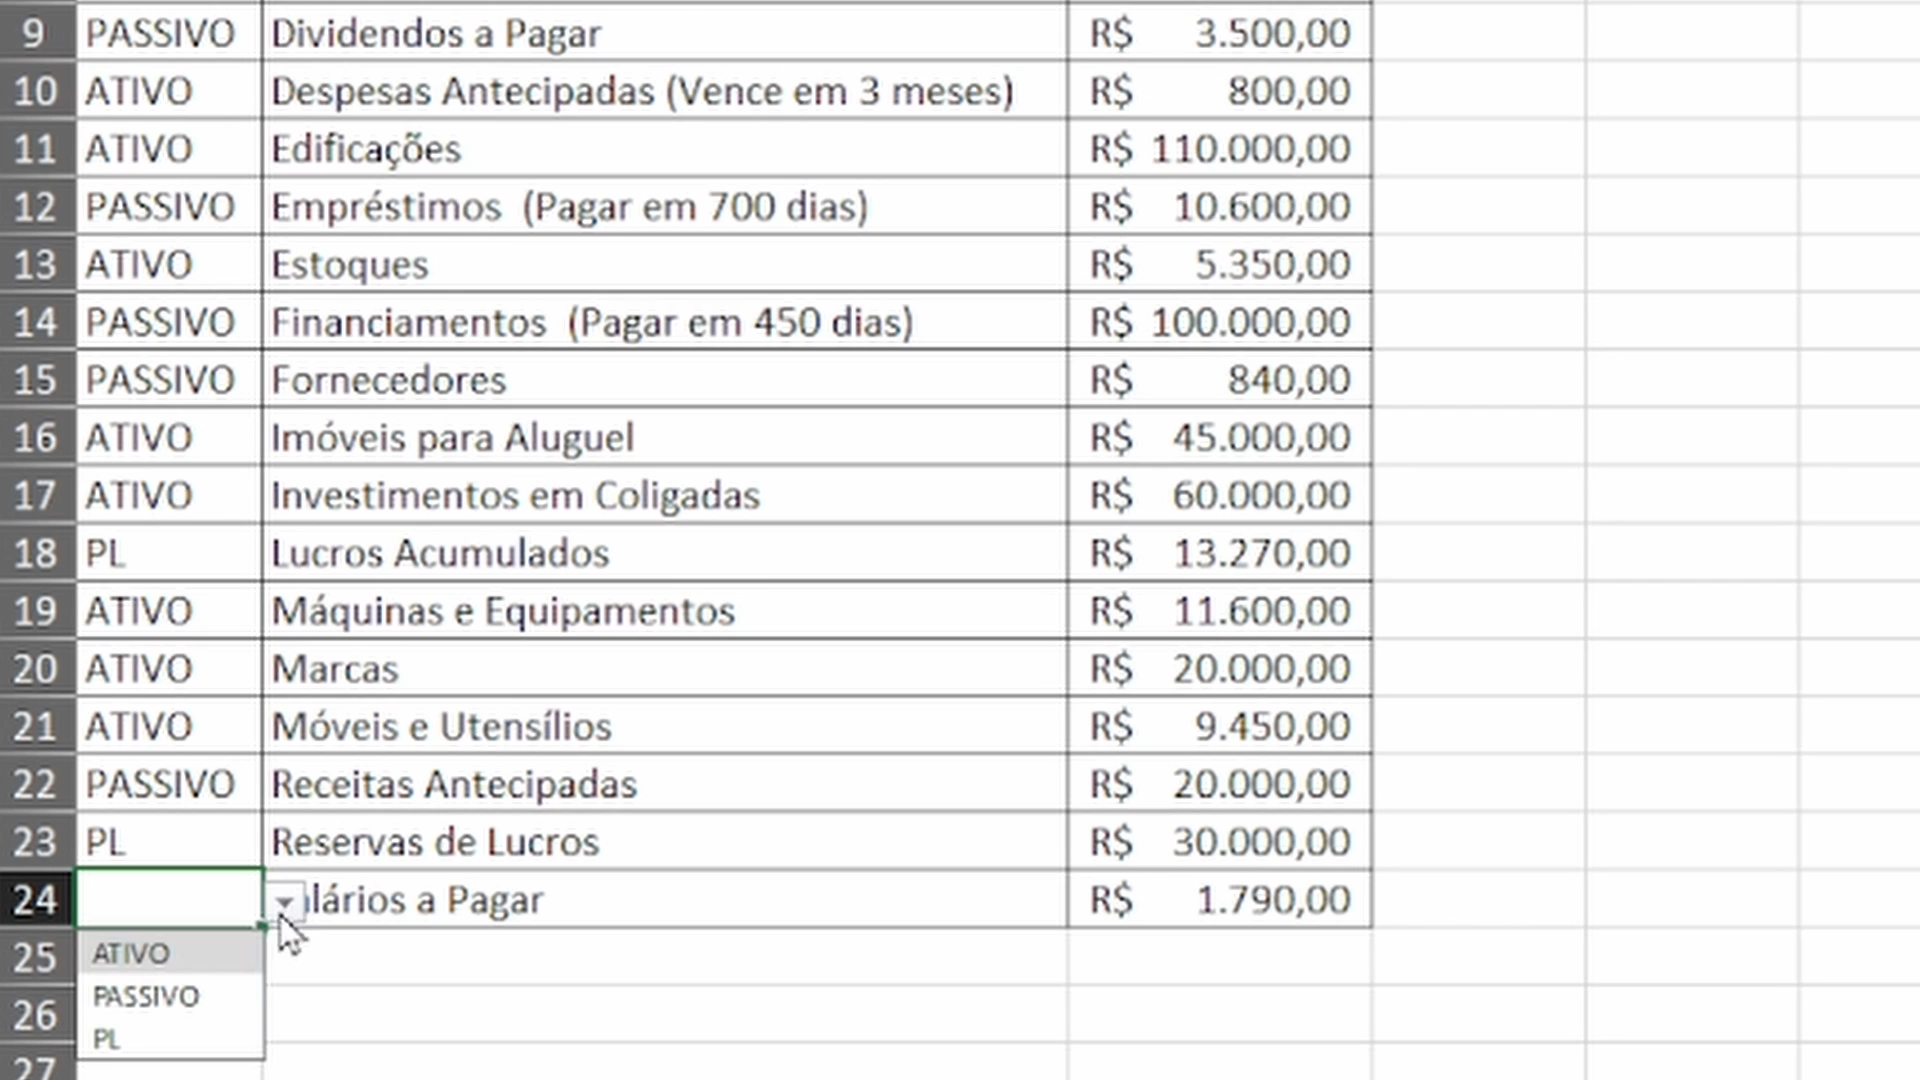 9 PASSIVO Dividendos a Pagar R$ 3.500,00
10 ATIVO Despesas Antecipadas (Vence em 3 meses) R$ 800,00
11 ATIVO Edificações R$ 110.000,00
12 PASSIVO Empréstimos (Pagar em 700 dias) R$ 10.600,00
13 ATIVO Estoques R$ 5.350,00
14 PASSIVO Financiamentos (Pagar em 450 dias) R$ 100.000,00
15 PASSIVO Fornecedores R$ 840,00
16 ATIVO Imóveis para Aluguel R$ 45.000,00
17 ATIVO Investimentos em Coligadas R$ 60.000,00
18 PL Lucros Acumulados R$ 13.270,00
19 ATIVO Máquinas e Equipamentos R$ 11.600,00
20 ATIVO Marcas R$ 20.000,00
21 ATIVO Móveis e Utensílios R$ 9.450,00
22 PASSIVO Receitas Antecipadas R$ 20.000,00
23 PL Reservas de Lucros R$ 30.000,00
24 lários a Pagar R$ 1.790,00
25 ATIVO
PASSIVO
26 PL
27